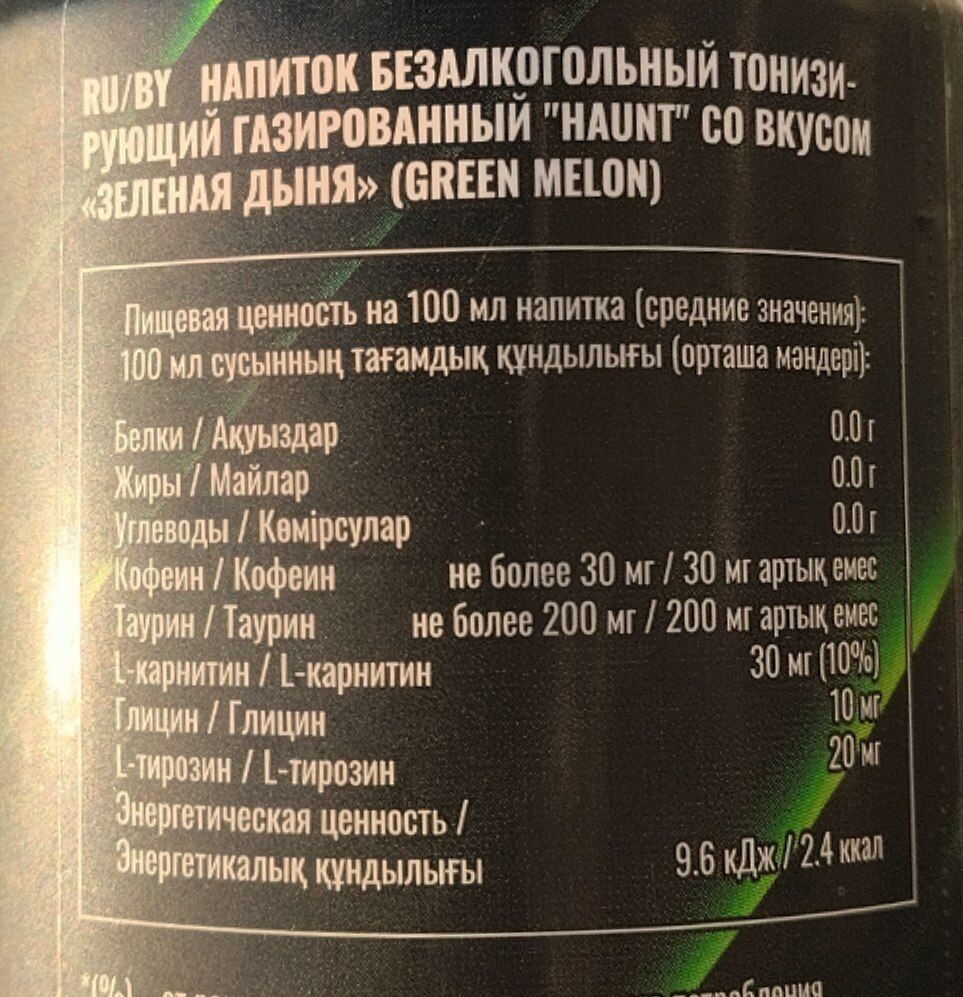 RU/BY НАПИТОК БЕЗАЛКОГОЛЬНЫЙ ТОНИЗИ-
РУЮЩИЙ ГАЗИРОВАННЫЙ "HAUNT" СО ВКУСОМ
«ЗЕЛЕНАЯ ДЫНЯ» (GREEN MELON)
Пищевая ценность на 100 мл напитка (средние значения):
100 мл сусынның тағамдық құндылығы (орташа мәндері):
Белки / Ақуыздар 0.0 г
Жиры / Майлар 0.0 г
Углеводы / Көмірсулар 0.0 г
Кофеин / Кофеин не более 30 мг / 30 мг артық емес
Таурин / Таурин не более 200 мг / 200 мг артық емес
L-карнитин / L-карнитин 30 мг (10%)
Глицин / Глицин 10 мг
L-тирозин / L-тирозин 20 мг
Энергетическая ценность /
Энергетикалық құндылығы 9.6 кДж / 2.4 ккал
*(%)